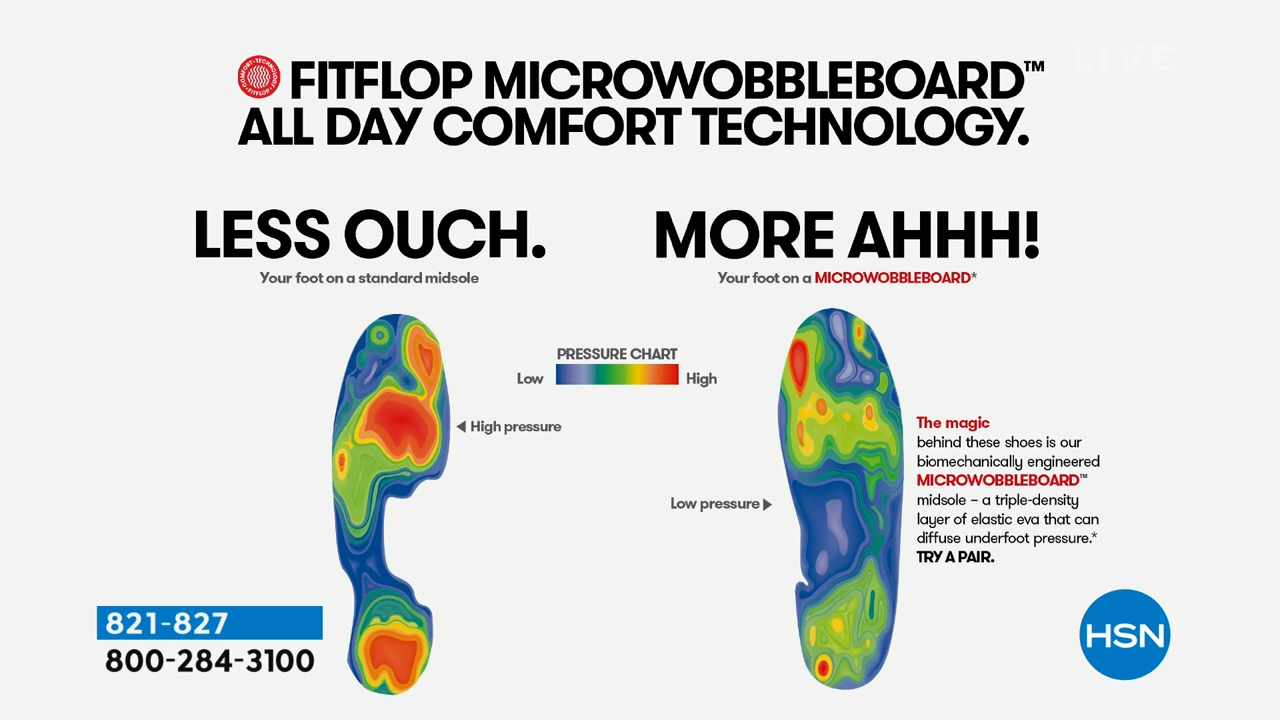 LIVE
FITFLOP MICROWOBBLEBOARD™
ALL DAY COMFORT TECHNOLOGY.
LESS OUCH.
Your foot on a standard midsole
MORE AHHH!
Your foot on a MICROWOBBLEBOARD*
PRESSURE CHART
Low
High
High pressure
Low pressure
The magic
behind these shoes is our
biomechanically engineered
MICROWOBBLEBOARD™
midsole – a triple-density
layer of elastic eva that can
diffuse underfoot pressure.*
TRY A PAIR.
821-827
800-284-3100
HSN